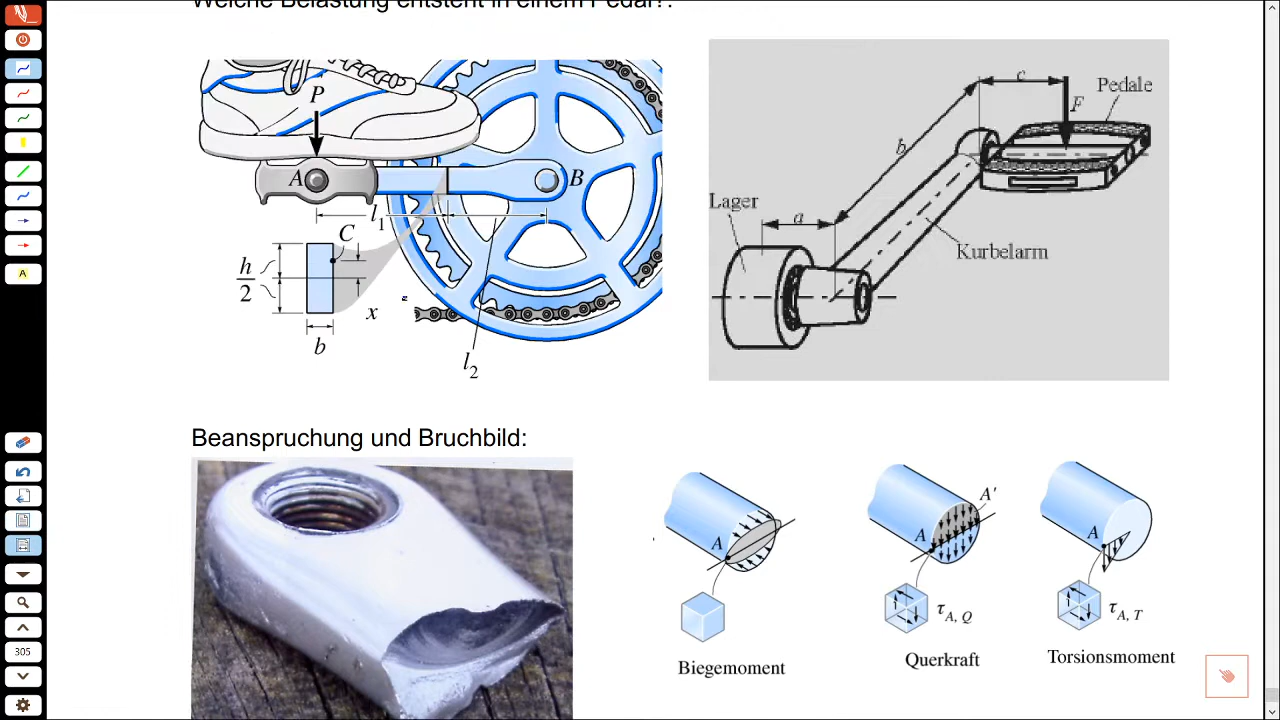 Welche Belastung entsteht in einem Pedal?:
P
A
B
l1
C
h
2
x
b
l2
c
Pedale
F
b
Lager
a
Kurbelarm
Beanspruchung und Bruchbild:
A
Biegemoment
A'
A
τA, Q
Querkraft
A
τA, T
Torsionsmoment
A
305